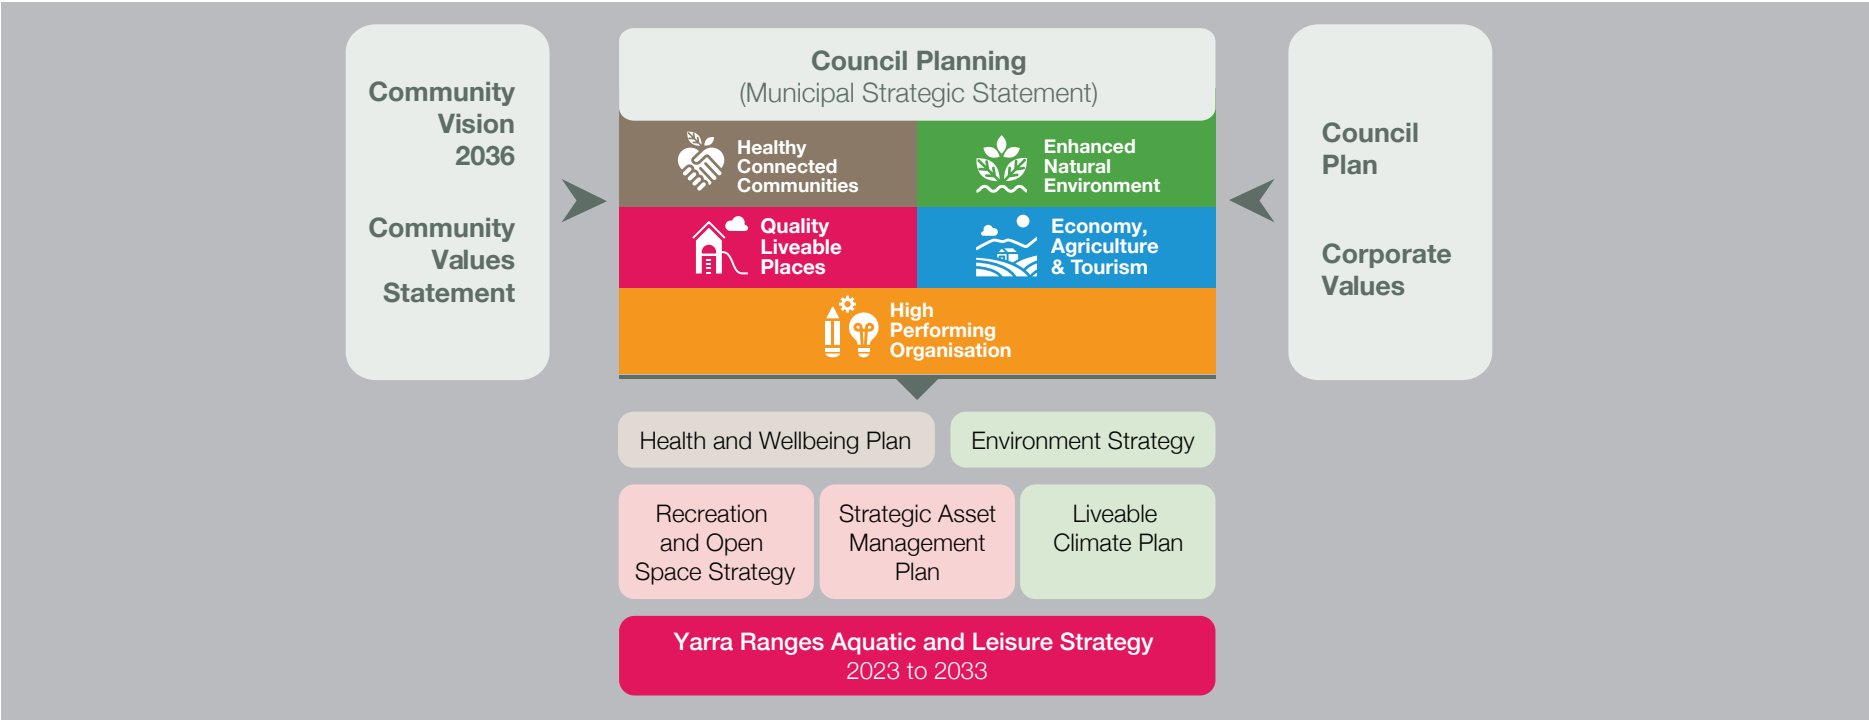 Community
Vision
2036
Community
Values
Statement
Council Planning
(Municipal Strategic Statement)
Healthy
Connected
Communities
Enhanced
Natural
Environment
Quality
Liveable
Places
Economy,
Agriculture
& Tourism
High
Performing
Organisation
Council
Plan
Corporate
Values
Health and Wellbeing Plan
Environment Strategy
Recreation
and Open
Space Strategy
Strategic Asset
Management
Plan
Liveable
Climate Plan
Yarra Ranges Aquatic and Leisure Strategy
2023 to 2033